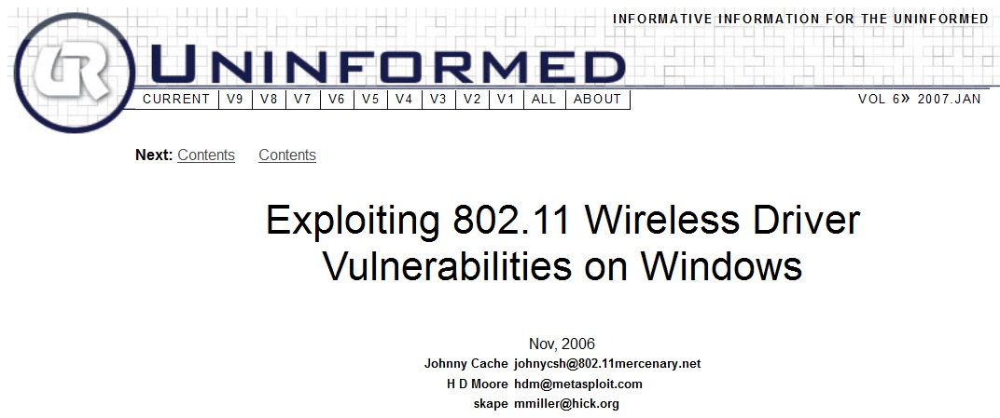 INFORMATIVE INFORMATION FOR THE UNINFORMED
UR UNINFORMED
CURRENT V9 V8 V7 V6 V5 V4 V3 V2 V1 ALL ABOUT VOL 6» 2007.JAN
Next: Contents Contents
Exploiting 802.11 Wireless Driver
Vulnerabilities on Windows
Nov, 2006
Johnny Cache johnycsh@802.11mercenary.net
H D Moore hdm@metasploit.com
skape mmiller@hick.org